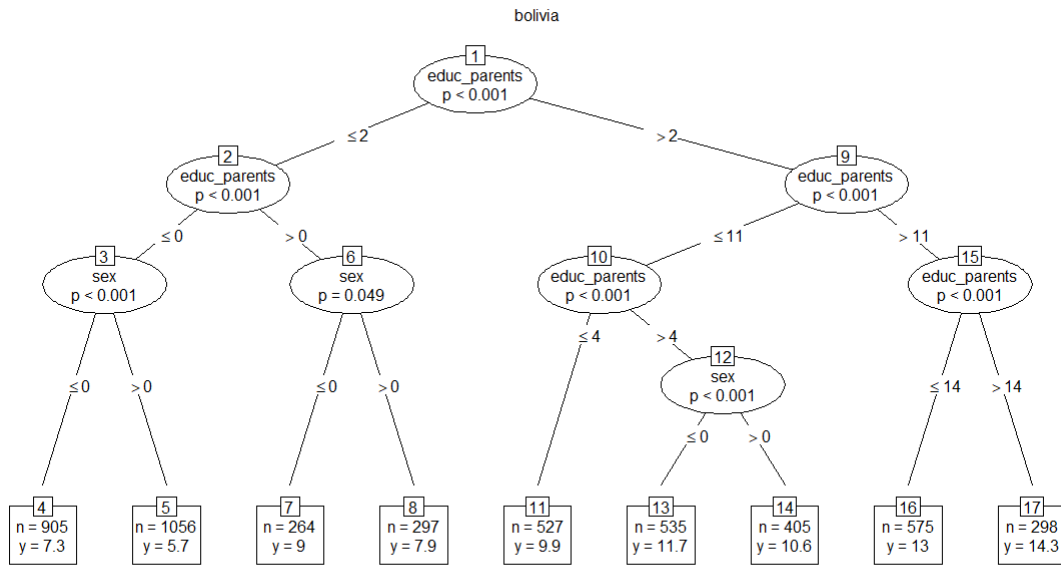 bolivia
1
educ_parents
p < 0.001
≤ 2
> 2
2
educ_parents
p < 0.001
9
educ_parents
p < 0.001
≤ 0
> 0
≤ 11
> 11
3
sex
p < 0.001
6
sex
p = 0.049
10
educ_parents
p < 0.001
15
educ_parents
p < 0.001
≤ 4
> 4
12
sex
p < 0.001
≤ 0
> 0
≤ 0
> 0
≤ 14
> 14
≤ 0
> 0
4
n = 905
y = 7.3
5
n = 1056
y = 5.7
7
n = 264
y = 9
8
n = 297
y = 7.9
11
n = 527
y = 9.9
13
n = 535
y = 11.7
14
n = 405
y = 10.6
16
n = 575
y = 13
17
n = 298
y = 14.3